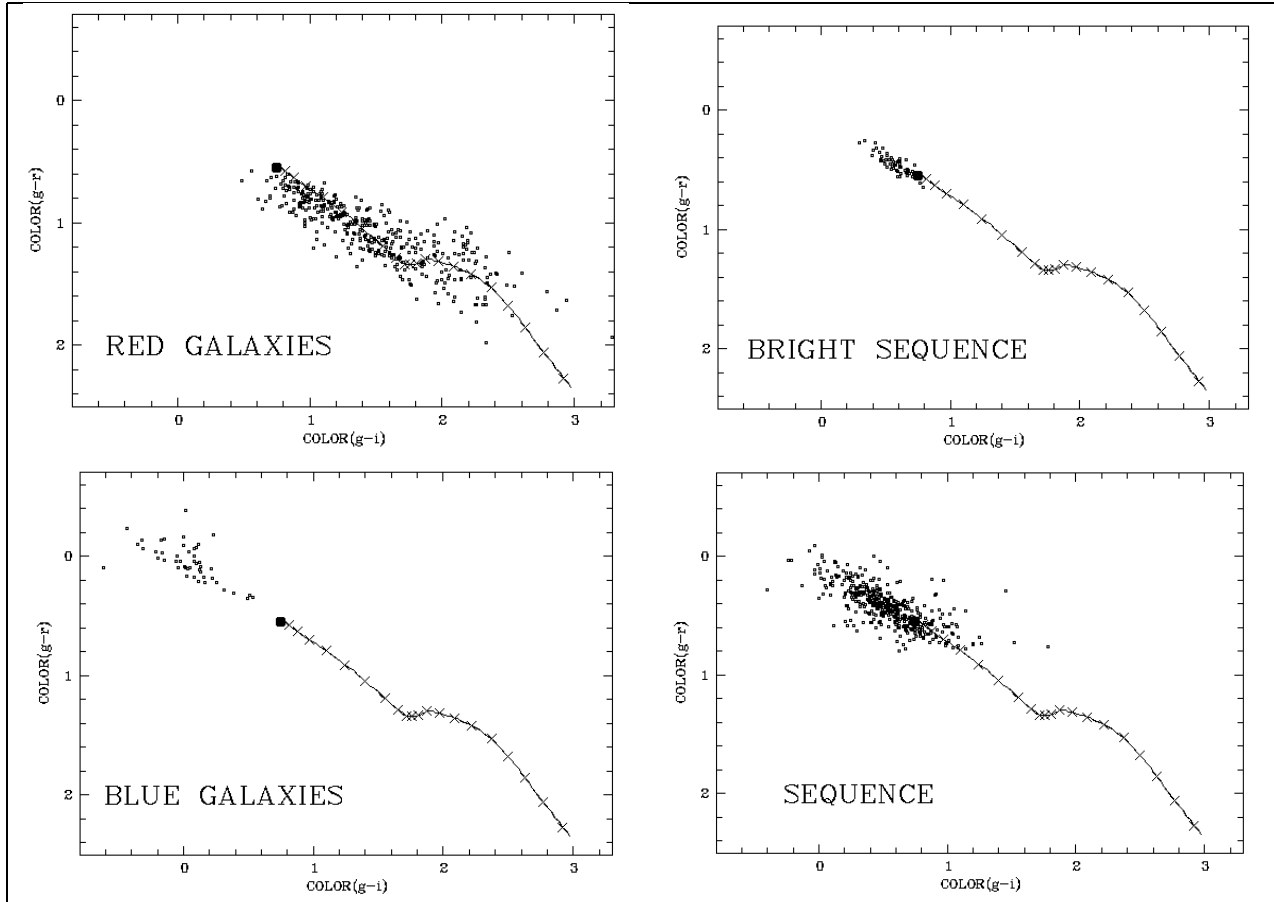 0
1
2
COLOR(g-r)
RED GALAXIES
0 1 2 3
COLOR(g-i)
0
1
2
COLOR(g-r)
BRIGHT SEQUENCE
0 1 2 3
COLOR(g-i)
0
1
2
COLOR(g-r)
BLUE GALAXIES
0 1 2 3
COLOR(g-i)
0
1
2
COLOR(g-r)
SEQUENCE
0 1 2 3
COLOR(g-i)